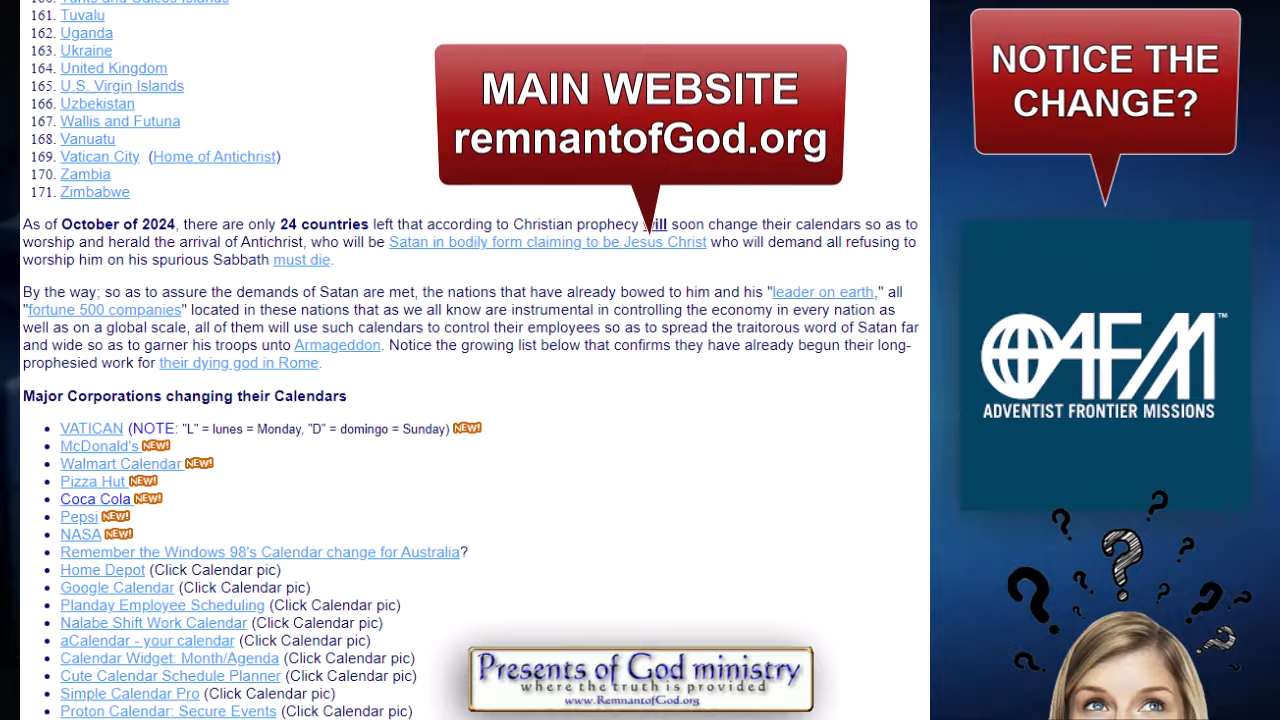 160. Turks and Caicos Islands
161. Tuvalu
162. Uganda
163. Ukraine
164. United Kingdom
165. U.S. Virgin Islands
166. Uzbekistan
167. Wallis and Futuna
168. Vanuatu
169. Vatican City (Home of Antichrist)
170. Zambia
171. Zimbabwe
MAIN WEBSITE
remnantofGod.org
NOTICE THE
CHANGE?
As of October of 2024, there are only 24 countries left that according to Christian prophecy will soon change their calendars so as to
worship and herald the arrival of Antichrist, who will be Satan in bodily form claiming to be Jesus Christ who will demand all refusing to
worship him on his spurious Sabbath must die.
By the way; so as to assure the demands of Satan are met, the nations that have already bowed to him and his "leader on earth," all
"fortune 500 companies" located in these nations that as we all know are instrumental in controlling the economy in every nation as
well as on a global scale, all of them will use such calendars to control their employees so as to spread the traitorous word of Satan far
and wide so as to garner his troops unto Armageddon. Notice the growing list below that confirms they have already begun their long-
prophesied work for their dying god in Rome.
Major Corporations changing their Calendars
• VATICAN (NOTE: "L" = lunes = Monday, "D" = domingo = Sunday) NEW!
• McDonald's NEW!
• Walmart Calendar NEW!
• Pizza Hut NEW!
• Coca Cola NEW!
• Pepsi NEW!
• NASA NEW!
• Remember the Windows 98's Calendar change for Australia?
• Home Depot (Click Calendar pic)
• Google Calendar (Click Calendar pic)
• Planday Employee Scheduling (Click Calendar pic)
• Nalabe Shift Work Calendar (Click Calendar pic)
• aCalendar - your calendar (Click Calendar pic)
• Calendar Widget: Month/Agenda (Click Calendar pic)
• Cute Calendar Schedule Planner (Click Calendar pic)
• Simple Calendar Pro (Click Calendar pic)
• Proton Calendar: Secure Events (Click Calendar pic)
AFM™
ADVENTIST FRONTIER MISSIONS
Presents of God ministry
where the truth is provided
www.RemnantofGod.org